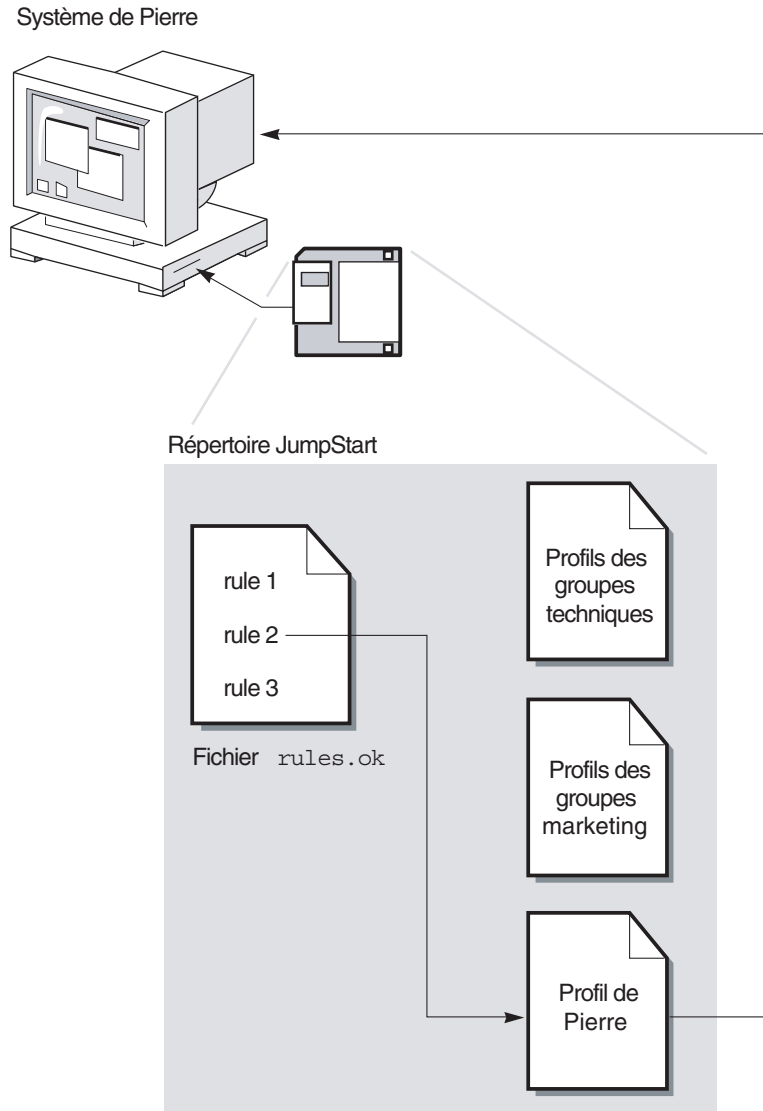 Système de Pierre
Répertoire JumpStart
rule 1
rule 2
rule 3
Fichier rules.ok
Profils des
groupes
techniques
Profils des
groupes
marketing
Profil de
Pierre